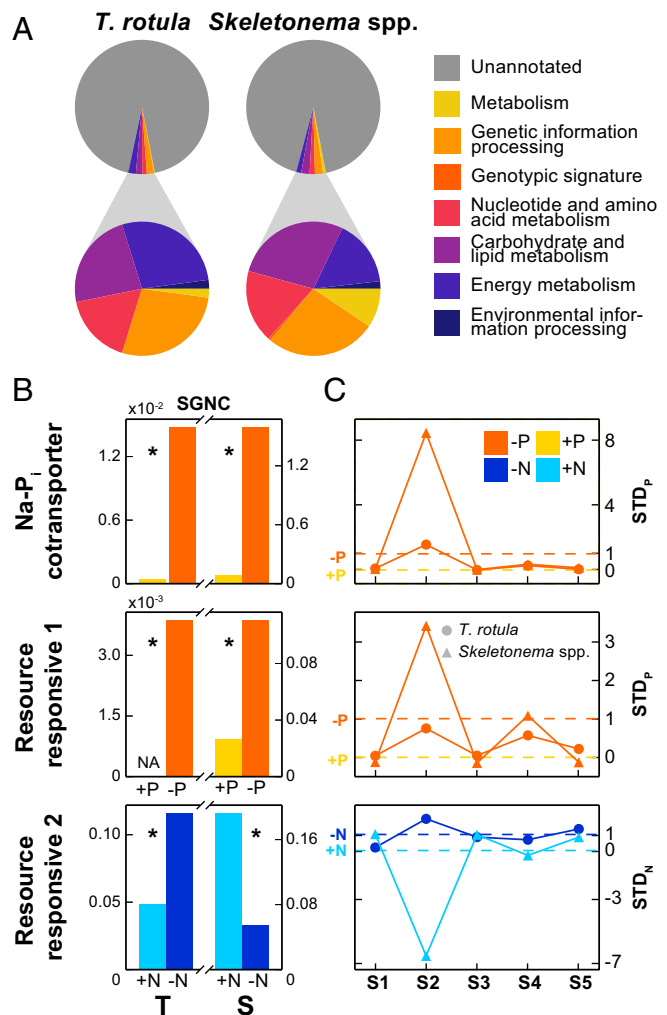 A
T. rotula Skeletonema spp.
Unannotated
Metabolism
Genetic information
processing
Genotypic signature
Nucleotide and amino
acid metabolism
Carbohydrate and
lipid metabolism
Energy metabolism
Environmental infor-
mation processing
B
C
SGNC
x10⁻²
Na-Pᵢ
cotransporter
1.2
0.6
0
*
*
1.2
0.6
0
-P
+P
-N
+N
8
4
1
0
STD_P
-P
+P
x10⁻³
Resource
responsive 1
3.0
1.5
0
*
*
NA
+P -P
+P -P
0.08
0.04
0
T. rotula
Skeletonema spp.
3
2
1
0
STD_P
-P
+P
Resource
responsive 2
0.10
0.05
0
*
*
+N -N
+N -N
0.16
0.08
0
T
S
-N
+N
1
0
-3
-7
STD_N
S1 S2 S3 S4 S5